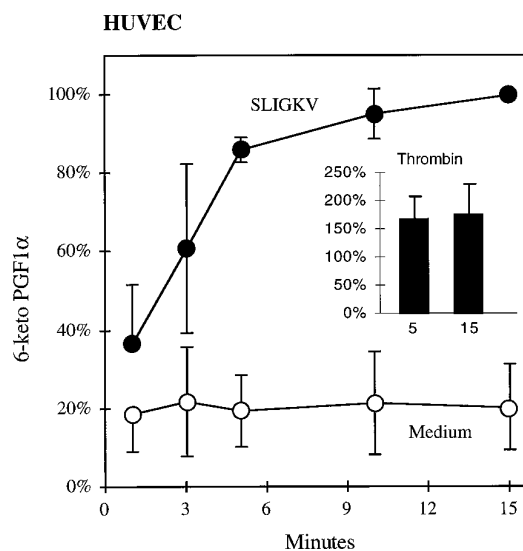 HUVEC
6-keto PGF1α
100%
80%
60%
40%
20%
0%
SLIGKV
Medium
Thrombin
250%
200%
150%
100%
50%
0%
5 15
0 3 6 9 12 15
Minutes